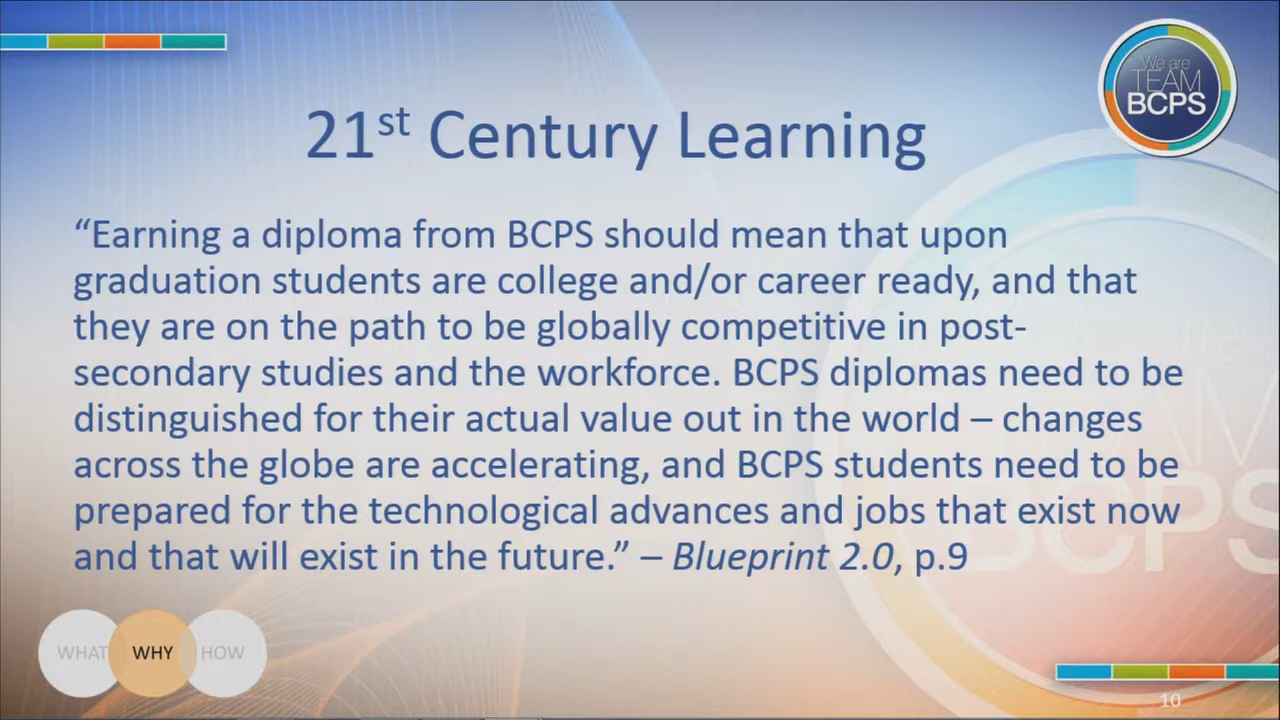 We are
TEAM
BCPS
21st Century Learning
“Earning a diploma from BCPS should mean that upon
graduation students are college and/or career ready, and that
they are on the path to be globally competitive in post-
secondary studies and the workforce. BCPS diplomas need to be
distinguished for their actual value out in the world – changes
across the globe are accelerating, and BCPS students need to be
prepared for the technological advances and jobs that exist now
and that will exist in the future.” – Blueprint 2.0, p.9
WHAT WHY HOW
10